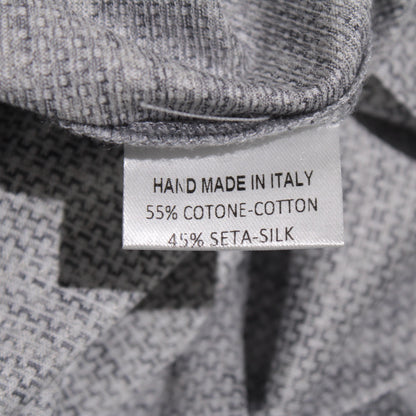 HAND MADE IN ITALY
55% COTONE-COTTON
45% SETA-SILK